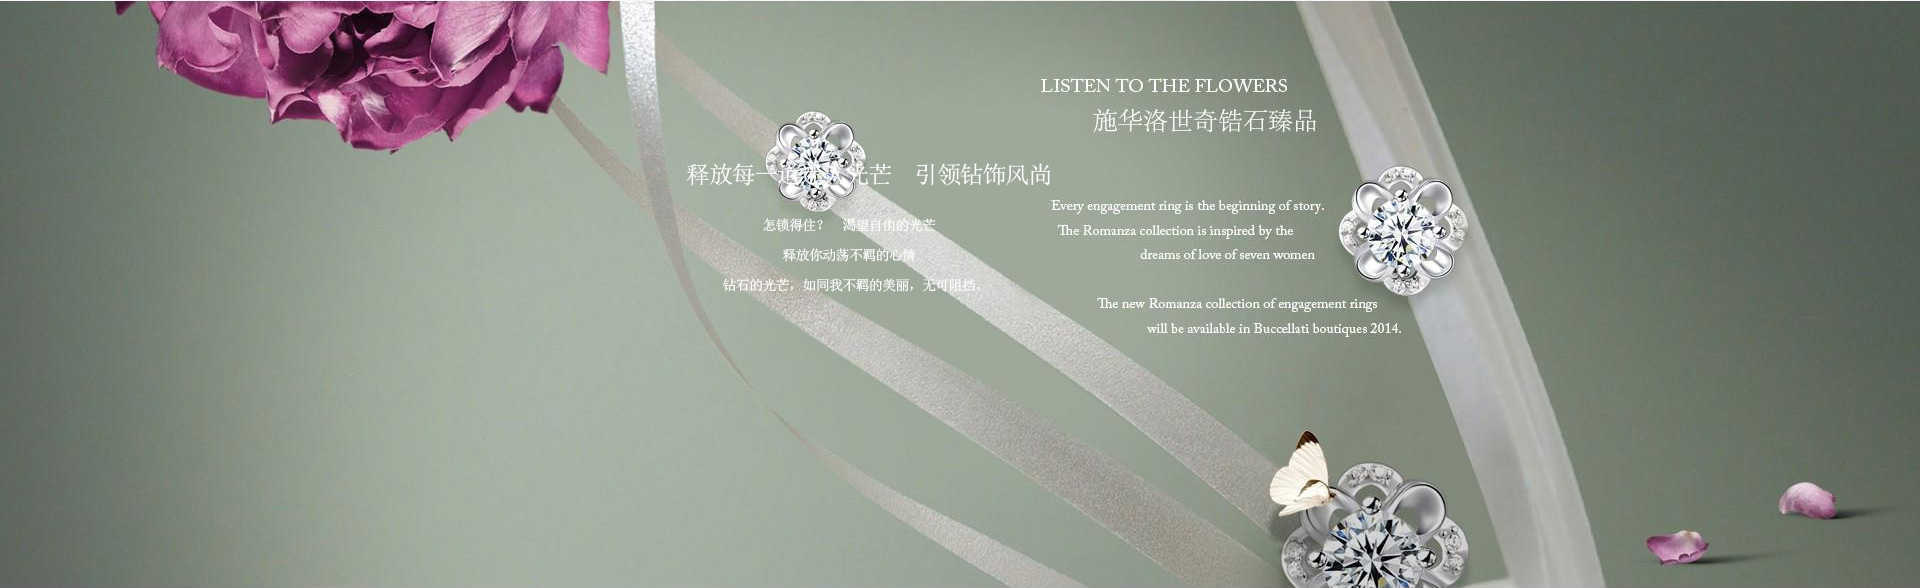 LISTEN TO THE FLOWERS
施华洛世奇锆石臻品
释放每一道 光芒 引领钻饰风尚
怎锁得住? 渴望自由的光芒
释放你动荡不羁的心情
钻石的光芒，如同我不羁的美丽，无可阻挡。
Every engagement ring is the beginning of story.
The Romanza collection is inspired by the
dreams of love of seven women
The new Romanza collection of engagement rings
will be available in Buccellati boutiques 2014.